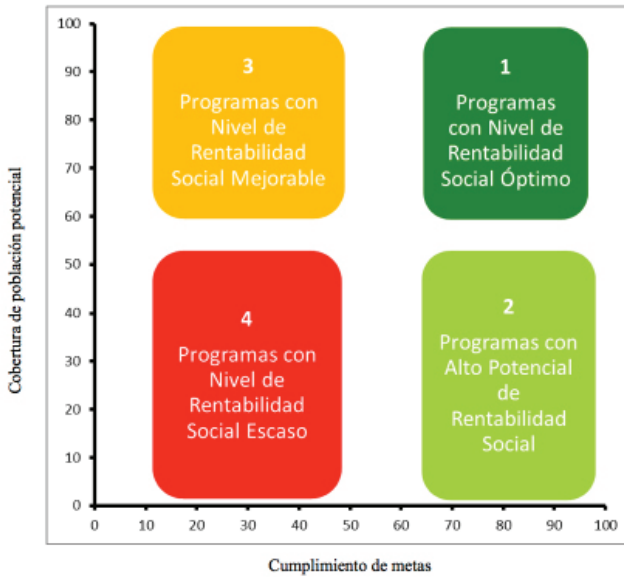 Cobertura de población potencial
100
90
80
70
60
50
40
30
20
10
0
3
Programas con
Nivel de
Rentabilidad
Social Mejorable
1
Programas
con Nivel de
Rentabilidad
Social Óptimo
4
Programas con
Nivel de
Rentabilidad
Social Escaso
2
Programas con
Alto Potencial
de
Rentabilidad
Social
0 10 20 30 40 50 60 70 80 90 100
Cumplimiento de metas